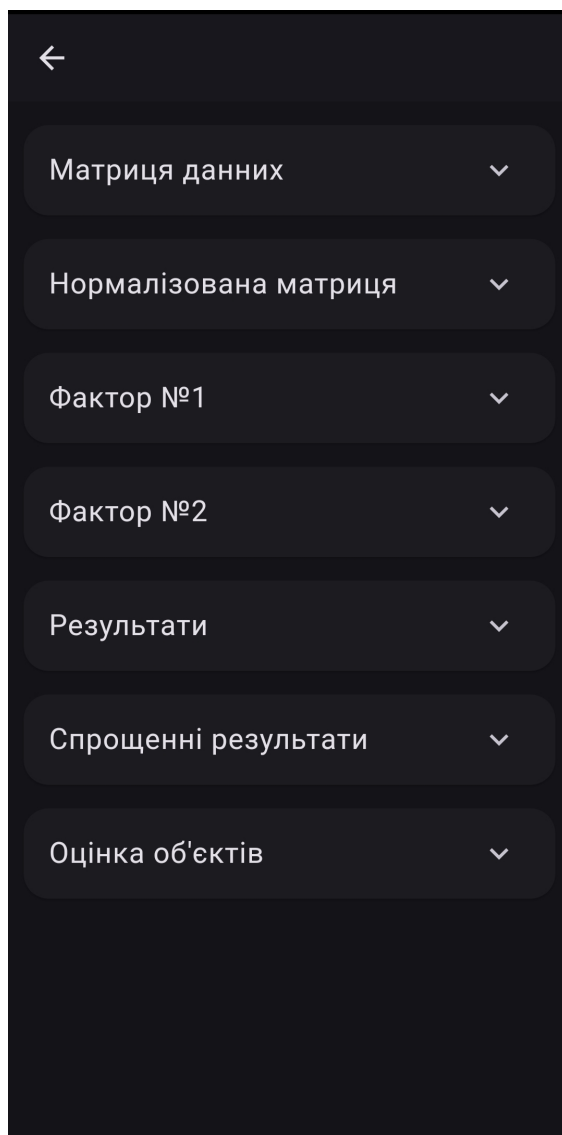 Матриця данних
Нормалізована матриця
Фактор №1
Фактор №2
Результати
Спрощенні результати
Оцінка об'єктів